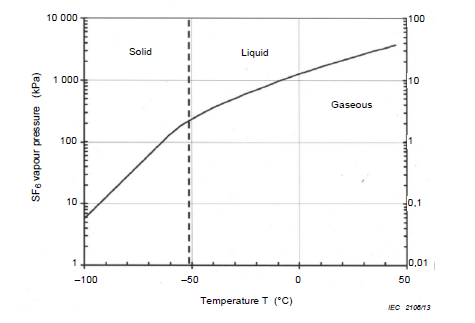 10 000
100
Solid
Liquid
1 000
10
Gaseous
SF6 vapour pressure (kPa)
100
1
10
0,1
1
0,01
–100
–50
0
50
Temperature T (°C)
IEC 2106/13